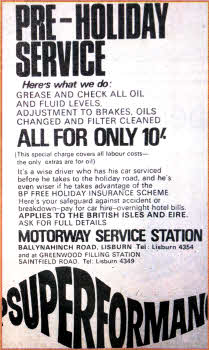 PRE-HOLIDAY
SERVICE
Here's what we do:
GREASE AND CHECK ALL OIL
AND FLUID LEVELS,
ADJUSTMENT TO BRAKES, OILS
CHANGED AND FILTER CLEANED
ALL FOR ONLY 10/-
(This special charge covers all labour costs—
the only extras are for oil)
It's a wise driver who has his car serviced
before he takes to the holiday road, and he's
even wiser if he takes advantage of the
BP FREE HOLIDAY INSURANCE SCHEME
Here's your safeguard against accident or
breakdown—pay for car hire—overnight hotel bills.
APPLIES TO THE BRITISH ISLES AND EIRE.
ASK FOR FULL DETAILS
MOTORWAY SERVICE STATION
BALLYNAHINCH ROAD, LISBURN Tel: Lisburn 4354
and at GREENWOOD FILLING STATION
SAINTFIELD ROAD. Tel: Lisburn 4349
SUPERFORMAN